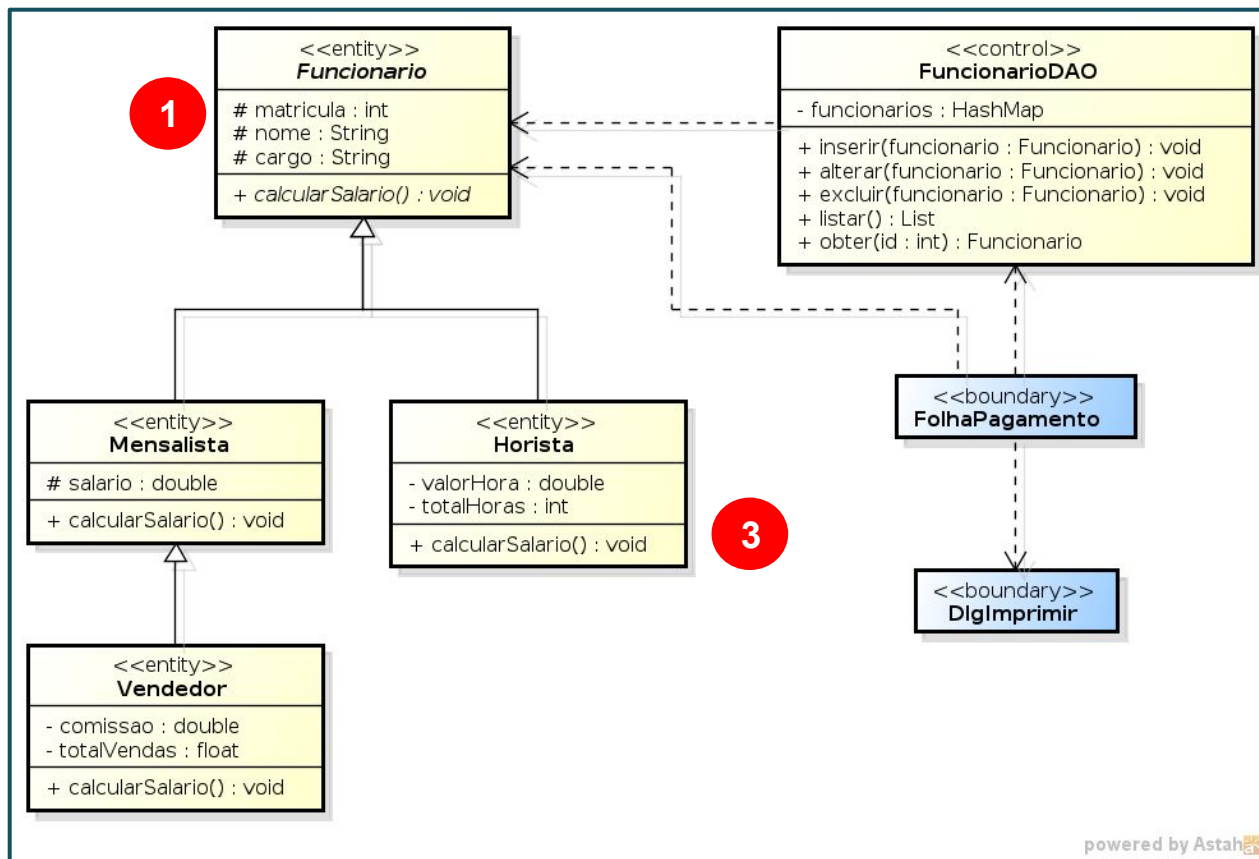 <<entity>>
Funcionario
1
# matricula : int
# nome : String
# cargo : String
+ calcularSalario() : void
<<control>>
FuncionarioDAO
- funcionarios : HashMap
+ inserir(funcionario : Funcionario) : void
+ alterar(funcionario : Funcionario) : void
+ excluir(funcionario : Funcionario) : void
+ listar() : List
+ obter(id : int) : Funcionario
<<entity>>
Mensalista
# salario : double
+ calcularSalario() : void
<<entity>>
Horista
- valorHora : double
- totalHoras : int
+ calcularSalario() : void
3
<<boundary>>
FolhaPagamento
<<boundary>>
DlgImprimir
<<entity>>
Vendedor
- comissao : double
- totalVendas : float
+ calcularSalario() : void
powered by Astah